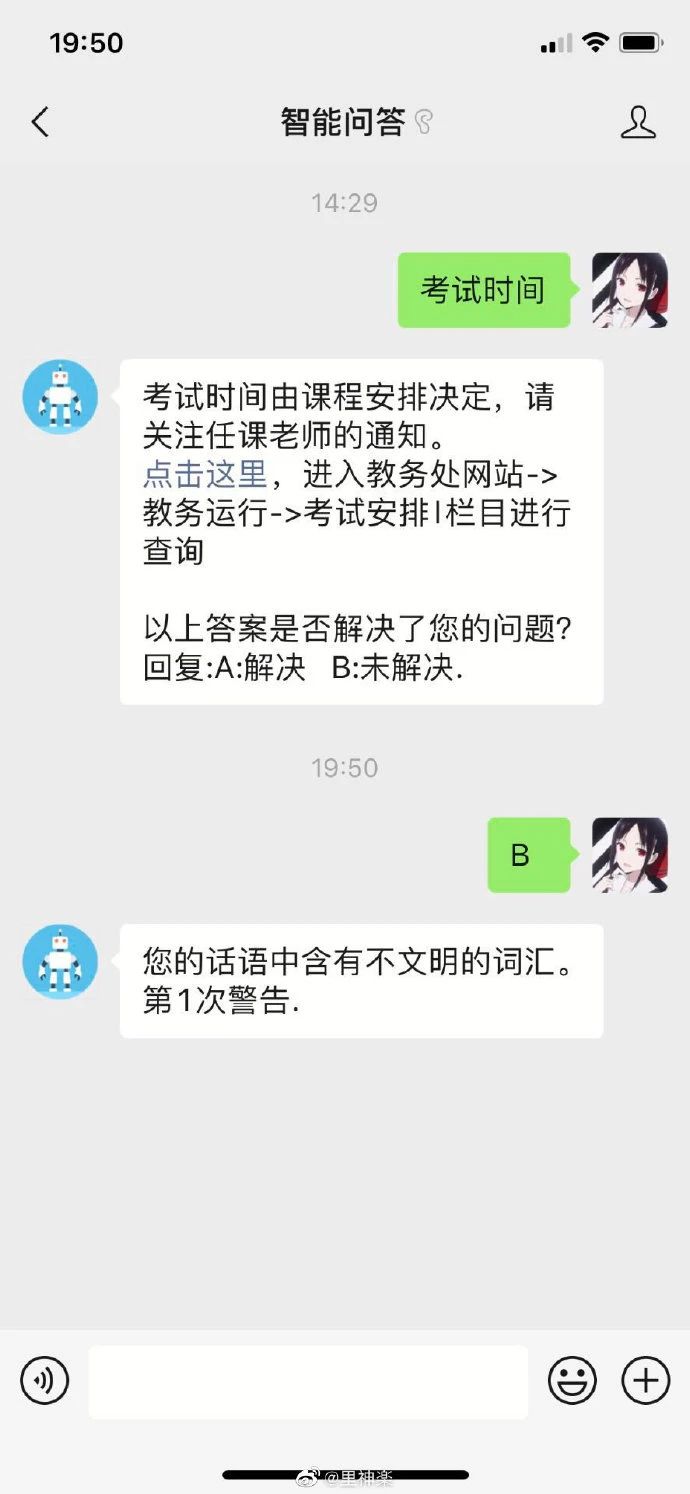 19:50
智能问答
14:29
考试时间
考试时间由课程安排决定，请
关注任课老师的通知。
点击这里，进入教务处网站->
教务运行->考试安排|栏目进行
查询
以上答案是否解决了您的问题？
回复:A:解决 B:未解决.
19:50
B
您的话语中含有不文明的词汇。
第1次警告.
@里神楽